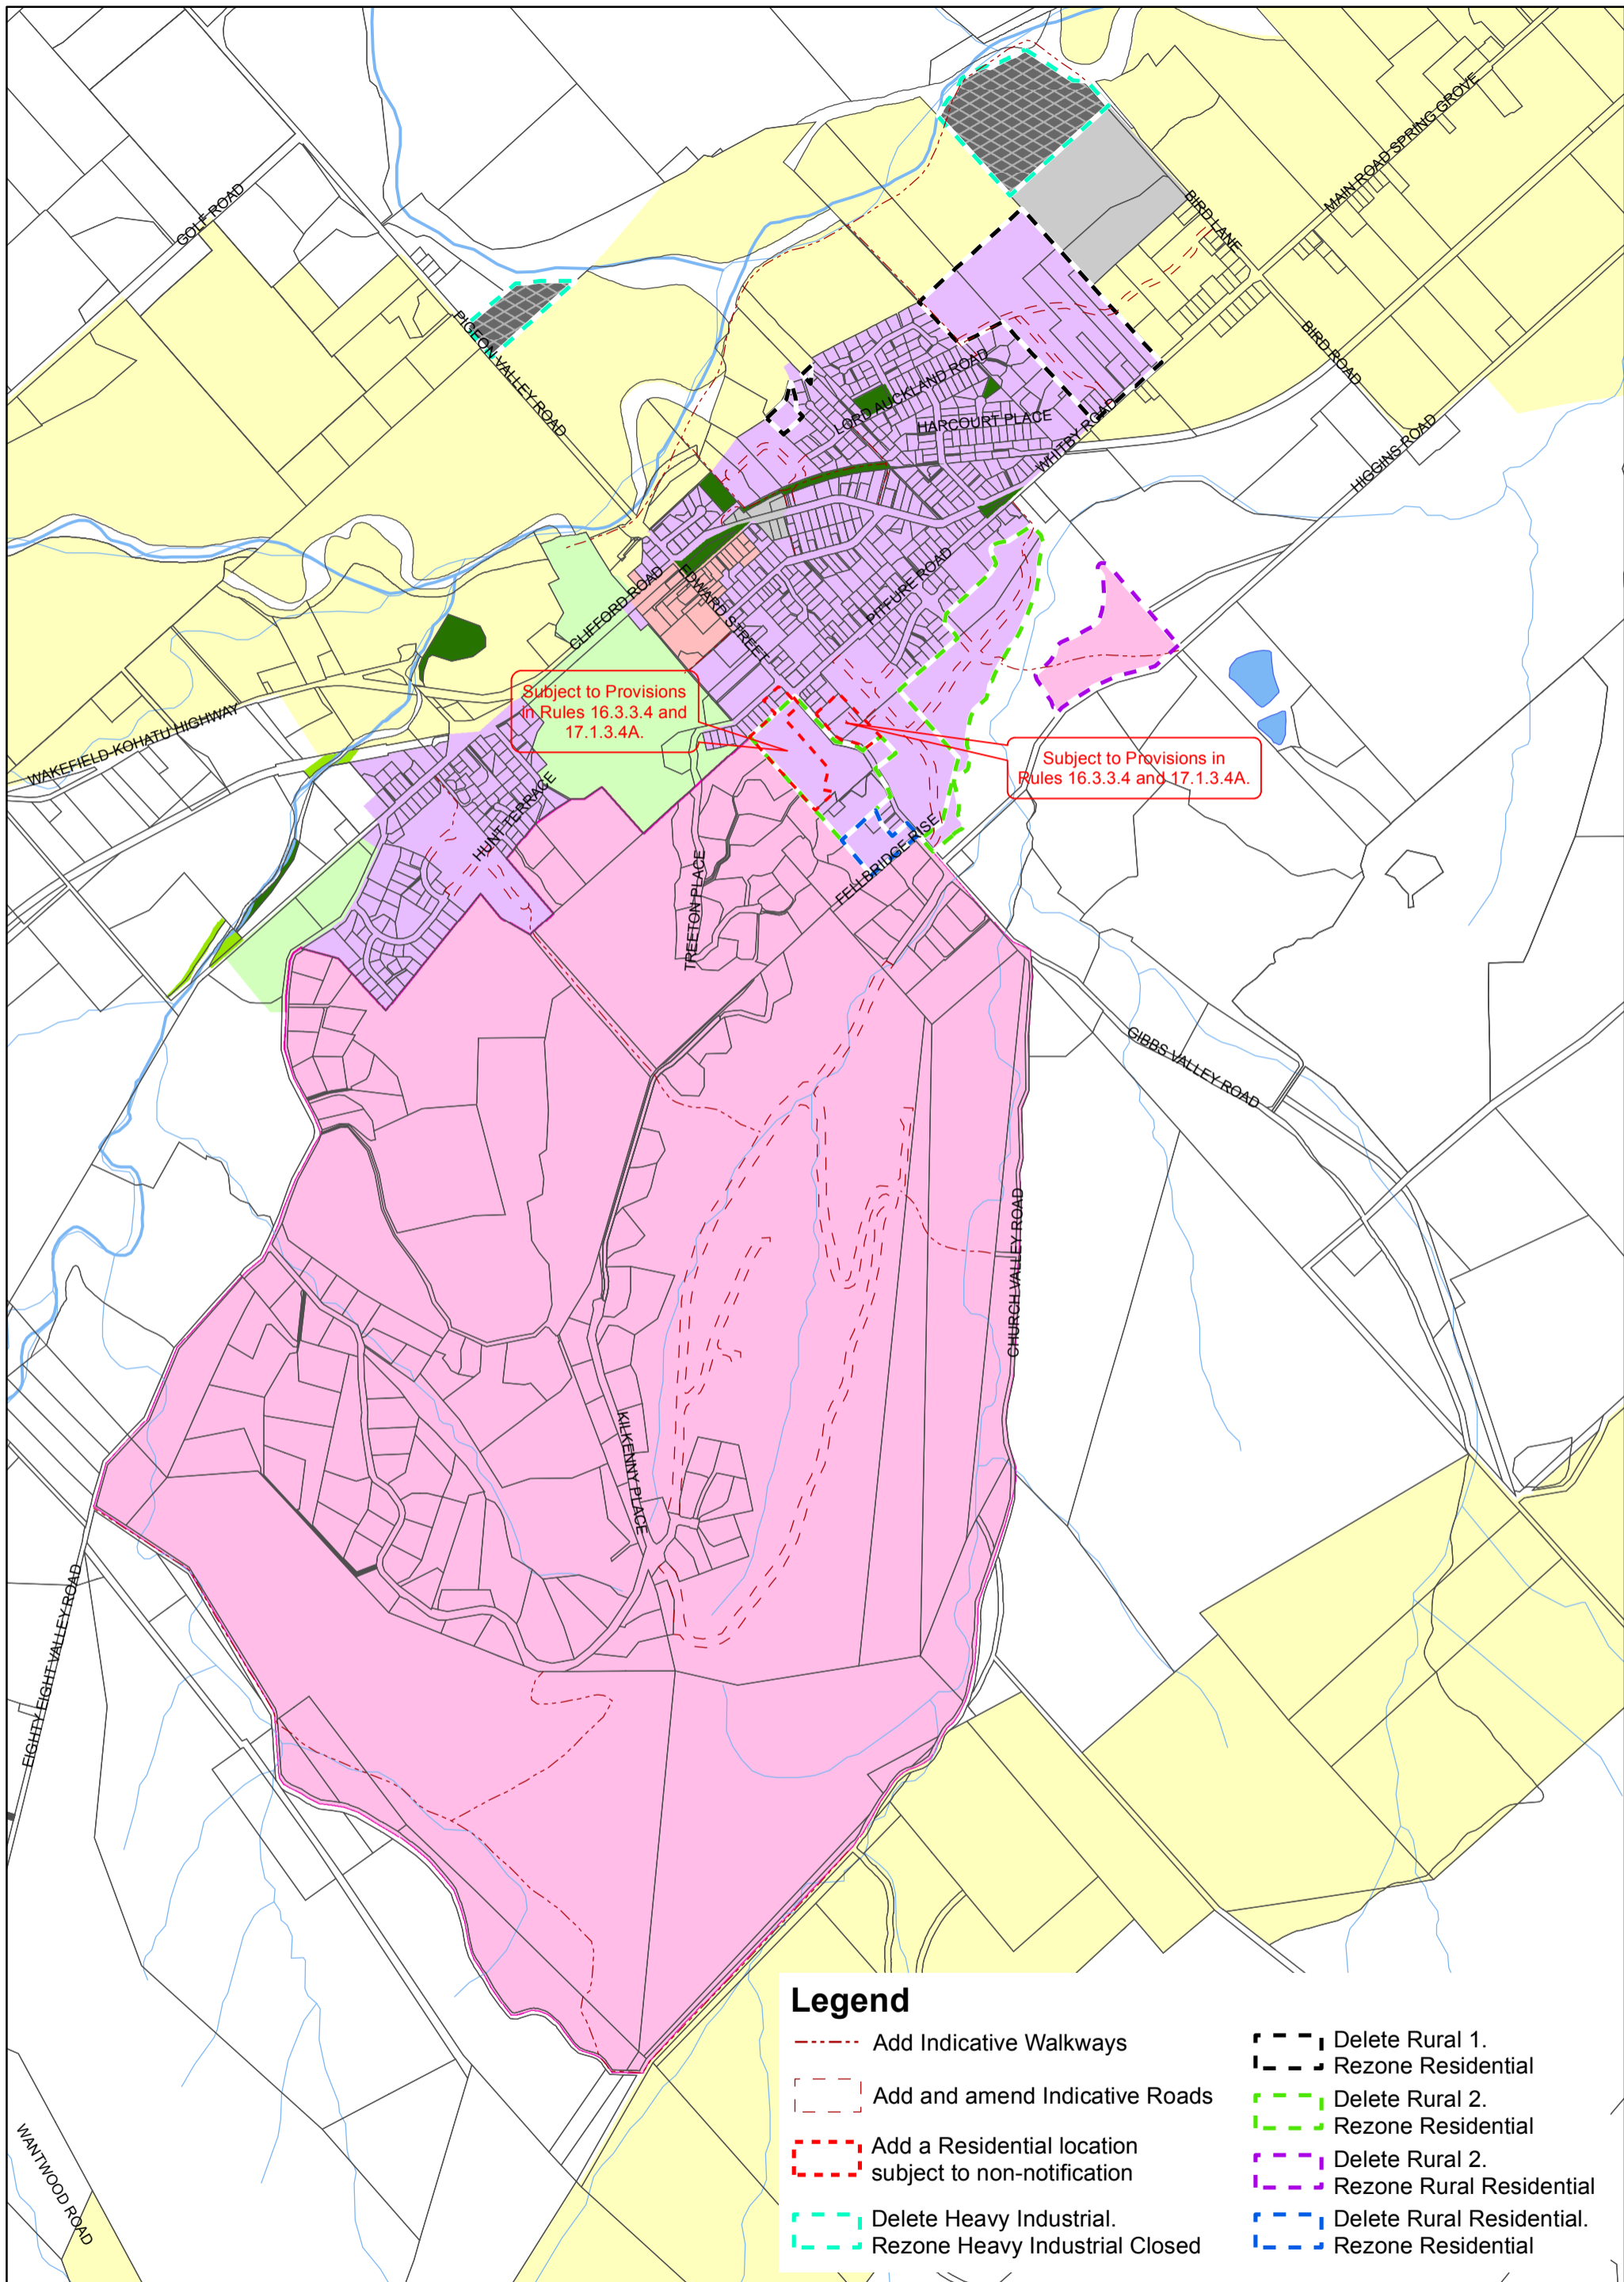 GOLF ROAD
MAIN ROAD SPRING GROVE
BIRD LANE
PIGEON VALLEY ROAD
BIRD ROAD
LORD AUCKLAND ROAD
HARCOURT PLACE
WHITBY ROAD
HIGGINS ROAD
PITFURE ROAD
EDWARD STREET
CLIFFORD ROAD
Subject to Provisions
in Rules 16.3.3.4 and
17.1.3.4A.
Subject to Provisions in
Rules 16.3.3.4 and 17.1.3.4A.
WAKEFIELD-KOHATU HIGHWAY
HUNT TERRACE
FELLBRIDGE RISE
TREETON PLACE
GIBBS VALLEY ROAD
CHURCH VALLEY ROAD
KILKENNY PLACE
EIGHTY EIGHT VALLEY ROAD
WANTWOOD ROAD
Legend
Add Indicative Walkways
Add and amend Indicative Roads
Add a Residential location
subject to non-notification
Delete Heavy Industrial.
Rezone Heavy Industrial Closed
Delete Rural 1.
Rezone Residential
Delete Rural 2.
Rezone Residential
Delete Rural 2.
Rezone Rural Residential
Delete Rural Residential.
Rezone Residential